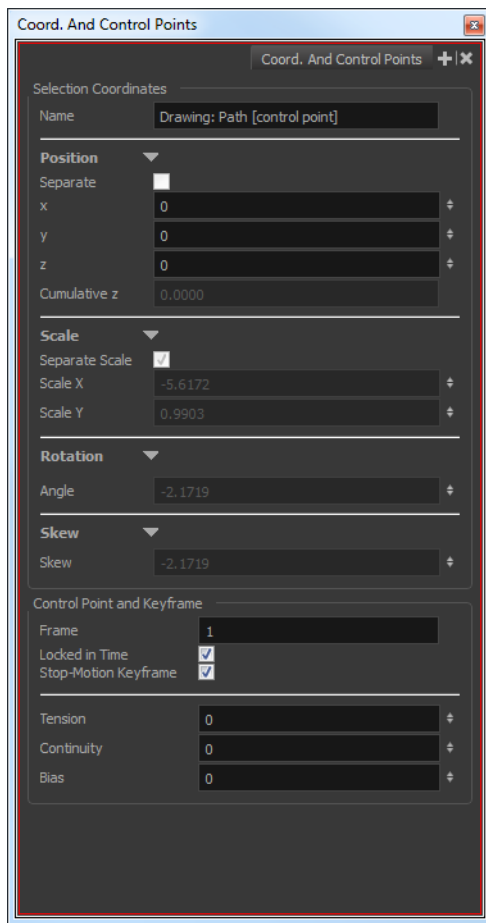 Coord. And Control Points
Coord. And Control Points
Selection Coordinates
Name Drawing: Path [control point]
Position
Separate
x 0
y 0
z 0
Cumulative z 0.0000
Scale
Separate Scale
Scale X -5.6172
Scale Y 0.9903
Rotation
Angle -2.1719
Skew
Skew -2.1719
Control Point and Keyframe
Frame 1
Locked in Time
Stop-Motion Keyframe
Tension 0
Continuity 0
Bias 0